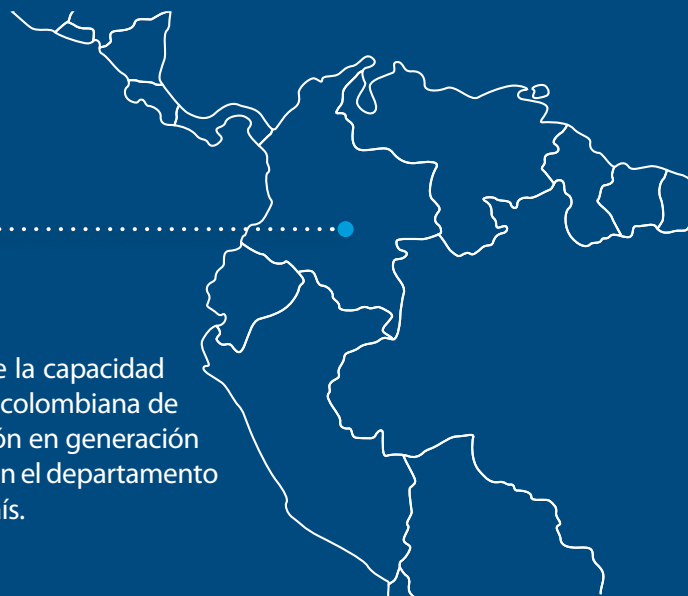 e la capacidad
colombiana de
ón en generación
n el departamento
ís.